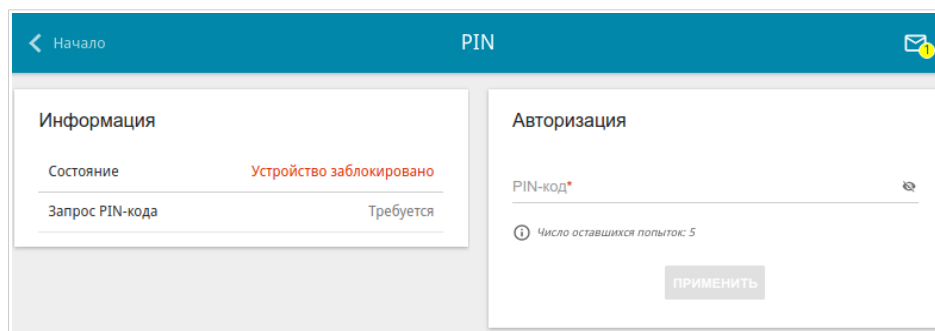 Начало
PIN
1
Информация
Состояние Устройство заблокировано
Запрос PIN-кода Требуется
Авторизация
PIN-код*
Число оставшихся попыток: 5
ПРИМЕНИТЬ